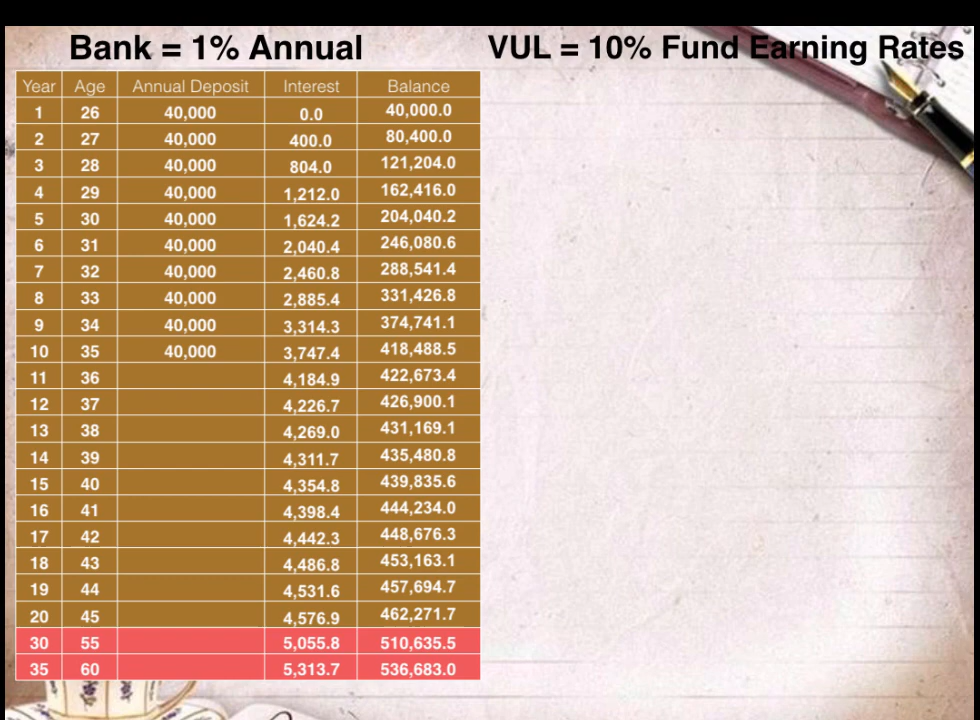 Bank = 1% Annual VUL = 10% Fund Earning Rates
Year Age Annual Deposit Interest Balance
1 26 40,000 0.0 40,000.0
2 27 40,000 400.0 80,400.0
3 28 40,000 804.0 121,204.0
4 29 40,000 1,212.0 162,416.0
5 30 40,000 1,624.2 204,040.2
6 31 40,000 2,040.4 246,080.6
7 32 40,000 2,460.8 288,541.4
8 33 40,000 2,885.4 331,426.8
9 34 40,000 3,314.3 374,741.1
10 35 40,000 3,747.4 418,488.5
11 36 4,184.9 422,673.4
12 37 4,226.7 426,900.1
13 38 4,269.0 431,169.1
14 39 4,311.7 435,480.8
15 40 4,354.8 439,835.6
16 41 4,398.4 444,234.0
17 42 4,442.3 448,676.3
18 43 4,486.8 453,163.1
19 44 4,531.6 457,694.7
20 45 4,576.9 462,271.7
30 55 5,055.8 510,635.5
35 60 5,313.7 536,683.0